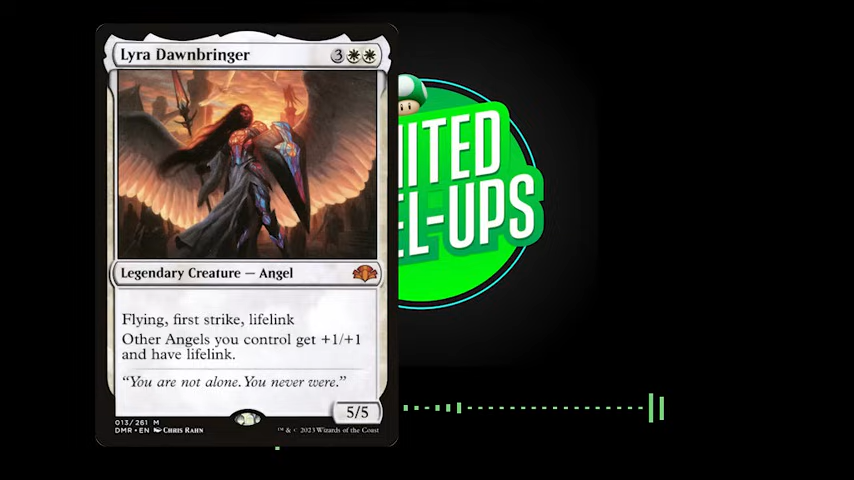 Lyra Dawnbringer
3
Legendary Creature — Angel
Flying, first strike, lifelink
Other Angels you control get +1/+1
and have lifelink.
“You are not alone. You never were.”
5/5
013/261 M
DMR • EN Chris Rahn
™ & © 2023 Wizards of the Coast
ITED
EL-UPS